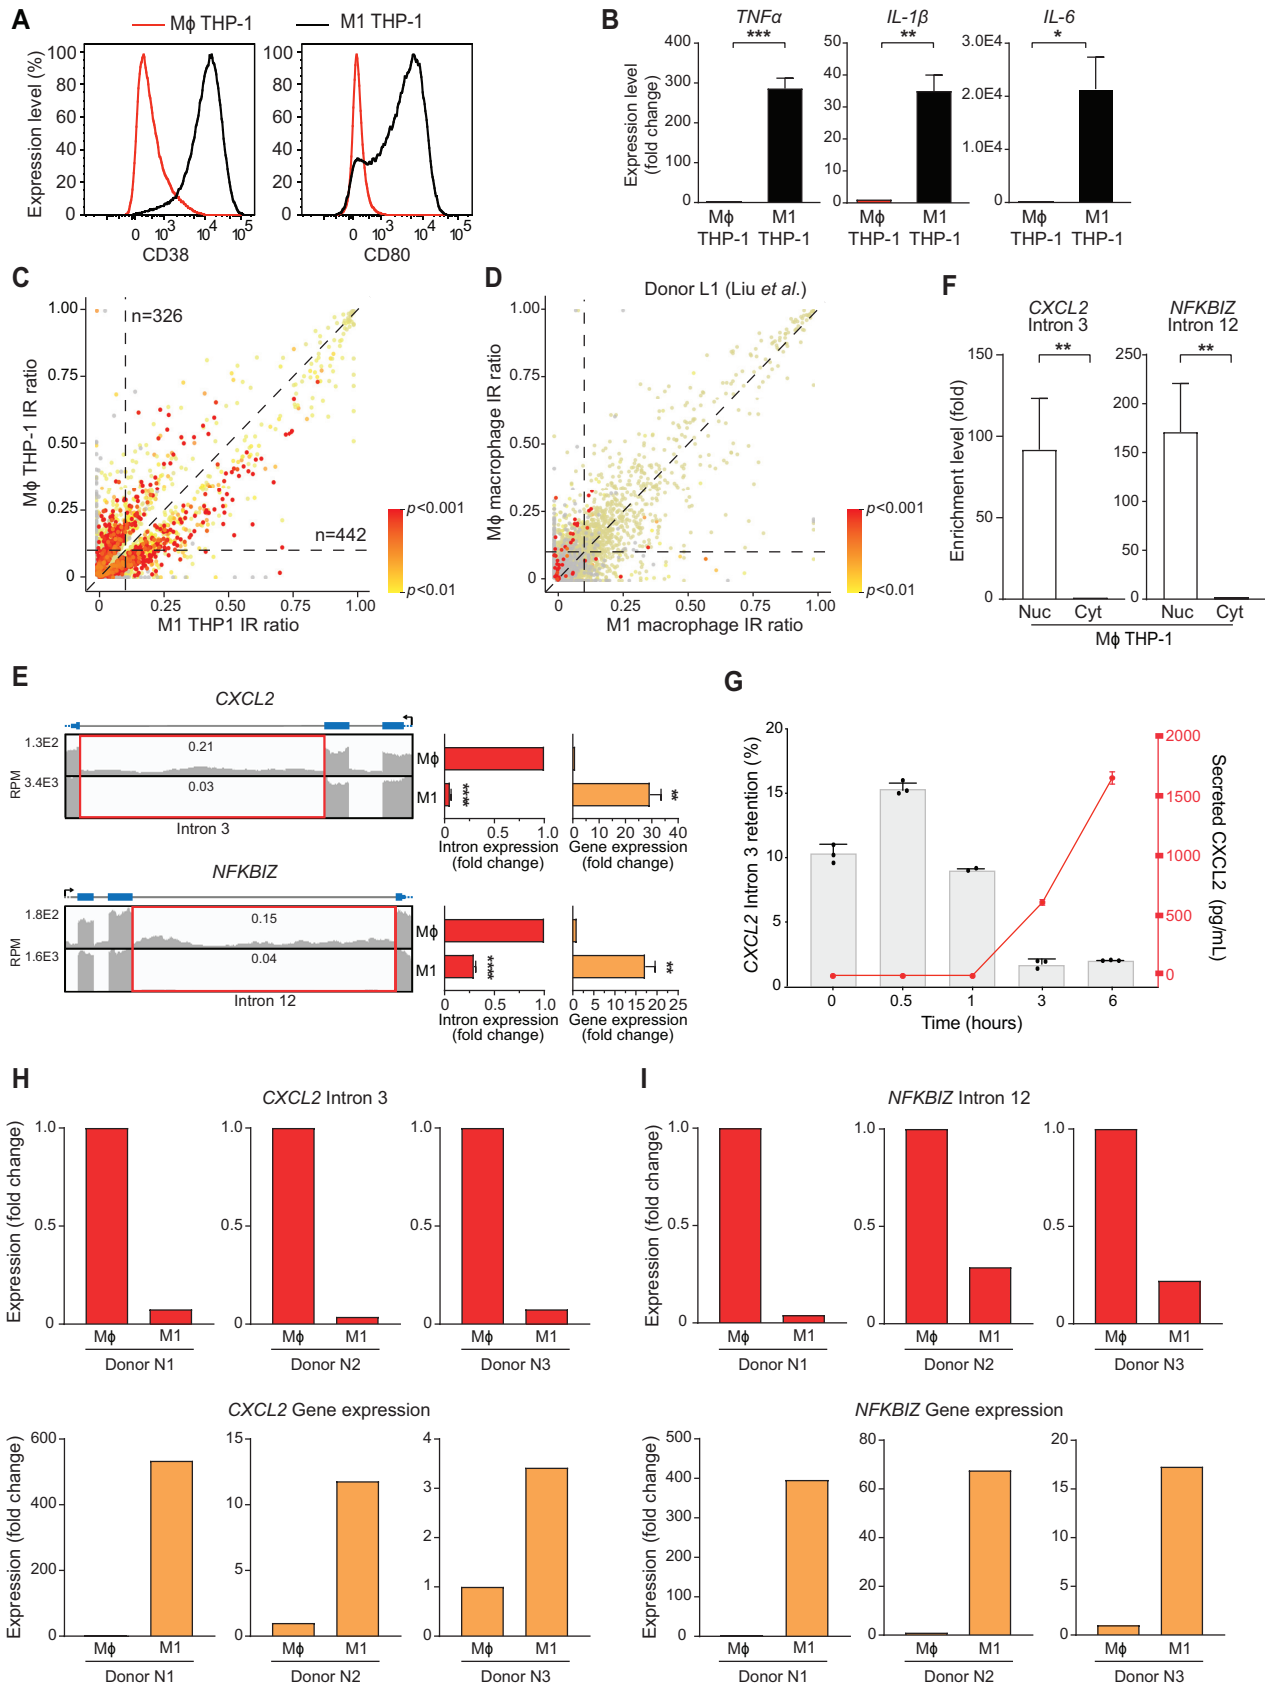 A
Mϕ THP-1
M1 THP-1
Expression level (%)
100
80
60
40
20
0
0 10³ 10⁴ 10⁵
CD38
0 10³ 10⁴ 10⁵
CD80
B
TNFα
IL-1β
IL-6
Expression level
(fold change)
400
300
200
100
0
***
Mϕ M1
THP-1 THP-1
50
40
30
20
10
0
**
Mϕ M1
THP-1 THP-1
3.0E4
2.0E4
1.0E4
0
*
Mϕ M1
THP-1 THP-1
C
Mϕ THP-1 IR ratio
1.00
0.75
0.50
0.25
0
n=326
n=442
p<0.001
p<0.01
0 0.25 0.50 0.75 1.00
M1 THP1 IR ratio
D
Donor L1 (Liu et al.)
Mϕ macrophage IR ratio
1.00
0.75
0.50
0.25
0
p<0.001
p<0.01
0 0.25 0.50 0.75 1.00
M1 macrophage IR ratio
F
CXCL2
Intron 3
NFKBIZ
Intron 12
Enrichment level (fold)
150
100
50
0
**
Nuc Cyt
250
200
150
100
50
0
**
Nuc Cyt
Mϕ THP-1
E
CXCL2
RPM
1.3E2
3.4E3
0.21
0.03
Intron 3
Mϕ
M1
****
0 0.5 1.0
Intron expression
(fold change)
**
0 10 20 30 40
Gene expression
(fold change)
NFKBIZ
RPM
1.8E2
1.6E3
0.15
0.04
Intron 12
Mϕ
M1
****
0 0.5 1.0
Intron expression
(fold change)
**
0 5 10 15 20 25
Gene expression
(fold change)
G
CXCL2 Intron 3 retention (%)
20
15
10
5
0
0 0.5 1 3 6
Time (hours)
2000
1500
1000
500
0
Secreted CXCL2 (pg/mL)
H
CXCL2 Intron 3
Expression (fold change)
1.0
0.5
0
Mϕ M1
Donor N1
1.0
0.5
0
Mϕ M1
Donor N2
1.0
0.5
0
Mϕ M1
Donor N3
CXCL2 Gene expression
Expression (fold change)
600
400
200
0
Mϕ M1
Donor N1
15
10
5
0
Mϕ M1
Donor N2
4
3
2
1
0
Mϕ M1
Donor N3
I
NFKBIZ Intron 12
Expression (fold change)
1.0
0.5
0
Mϕ M1
Donor N1
1.0
0.5
0
Mϕ M1
Donor N2
1.0
0.5
0
Mϕ M1
Donor N3
NFKBIZ Gene expression
Expression (fold change)
500
400
300
200
100
0
Mϕ M1
Donor N1
80
60
40
20
0
Mϕ M1
Donor N2
20
15
10
5
0
Mϕ M1
Donor N3